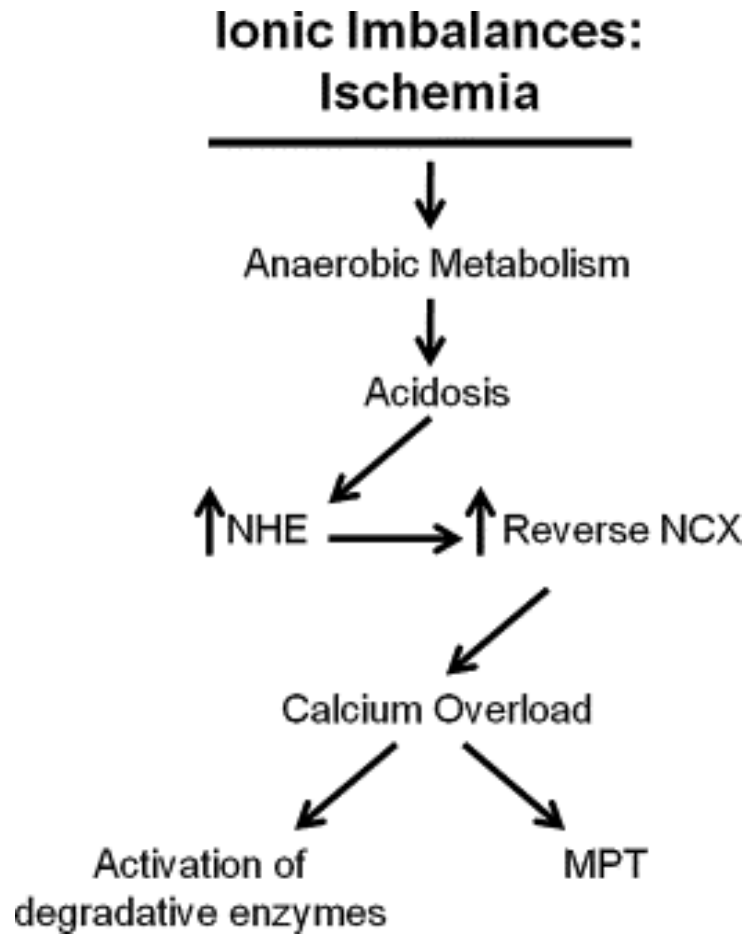 Ionic Imbalances:
Ischemia
Anaerobic Metabolism
Acidosis
NHE
Reverse NCX
Calcium Overload
Activation of
degradative enzymes
MPT